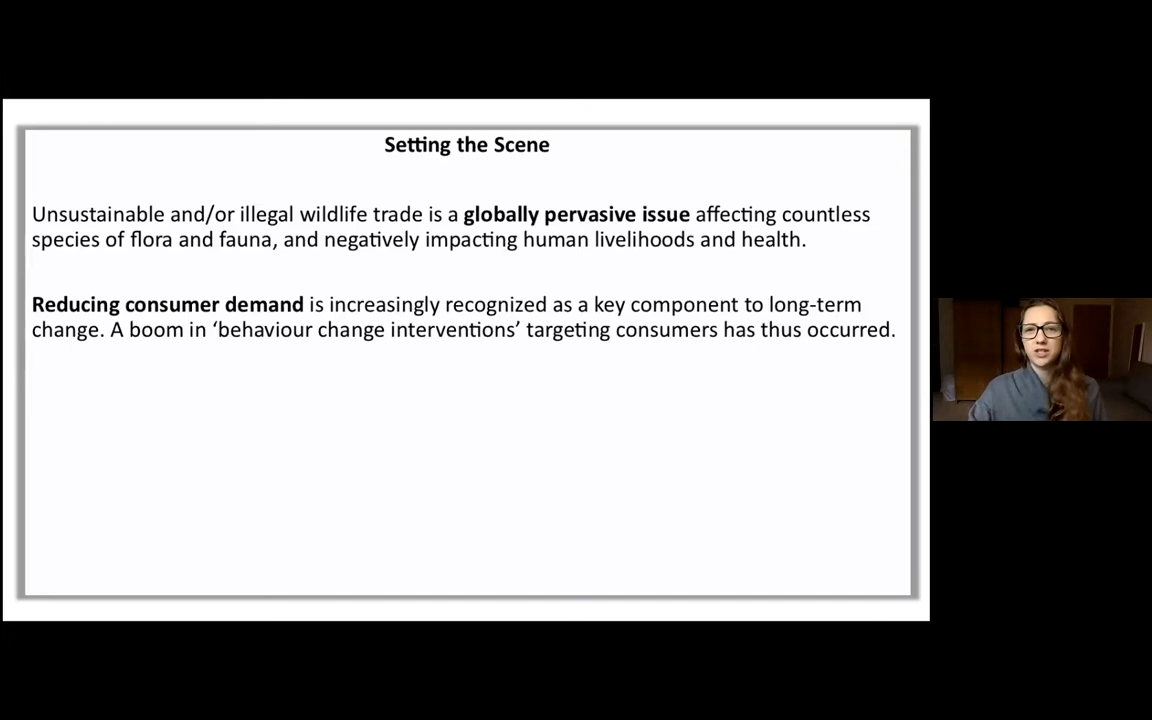 Setting the Scene
Unsustainable and/or illegal wildlife trade is a globally pervasive issue affecting countless
species of flora and fauna, and negatively impacting human livelihoods and health.
Reducing consumer demand is increasingly recognized as a key component to long-term
change. A boom in ‘behaviour change interventions’ targeting consumers has thus occurred.